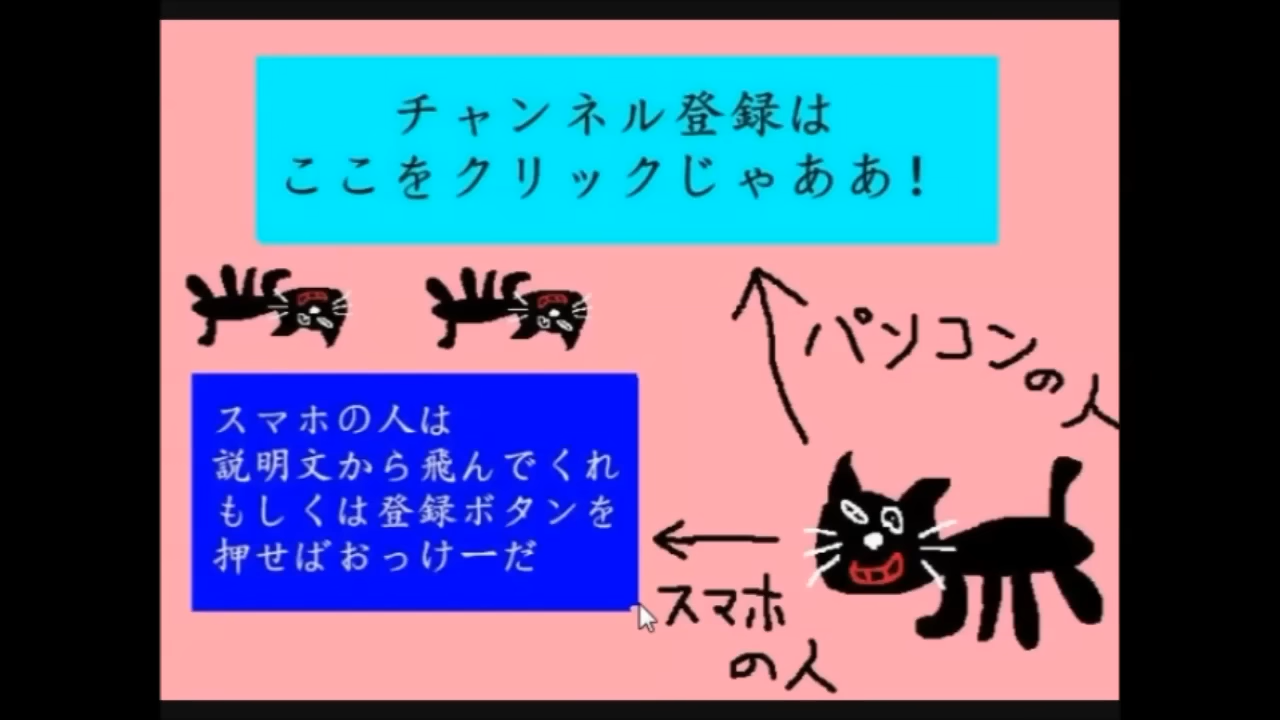 チャンネル登録は
ここをクリックじゃああ！
パソコンの人
スマホの人は
説明文から飛んでくれ
もしくは登録ボタンを
押せばおっけーだ
スマホ
の人